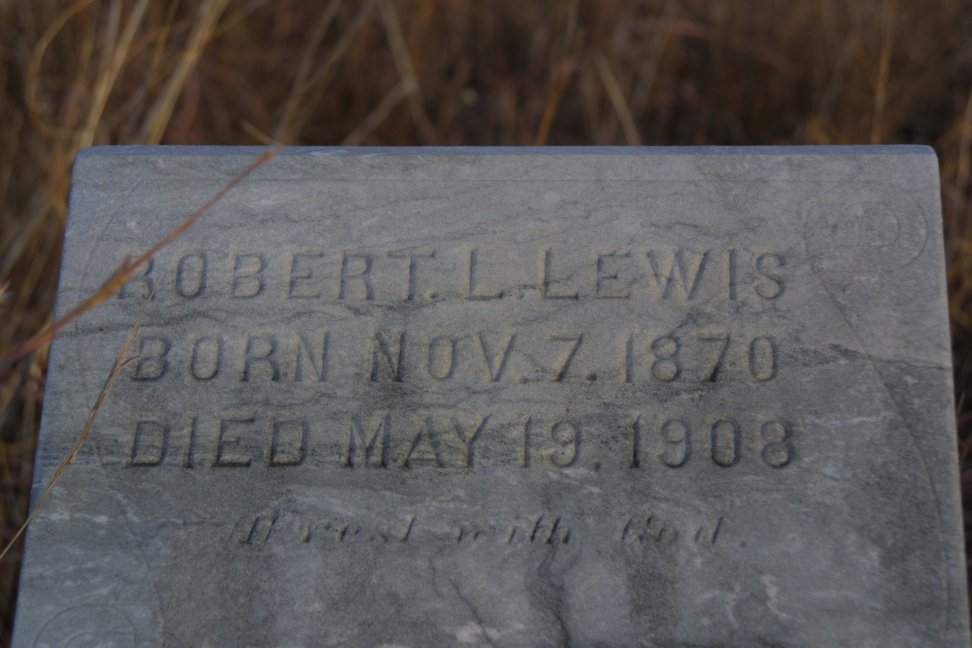 ROBERT. L. LEWIS
BORN NOV. 7. 1870
DIED MAY 19. 1908
At rest with God.